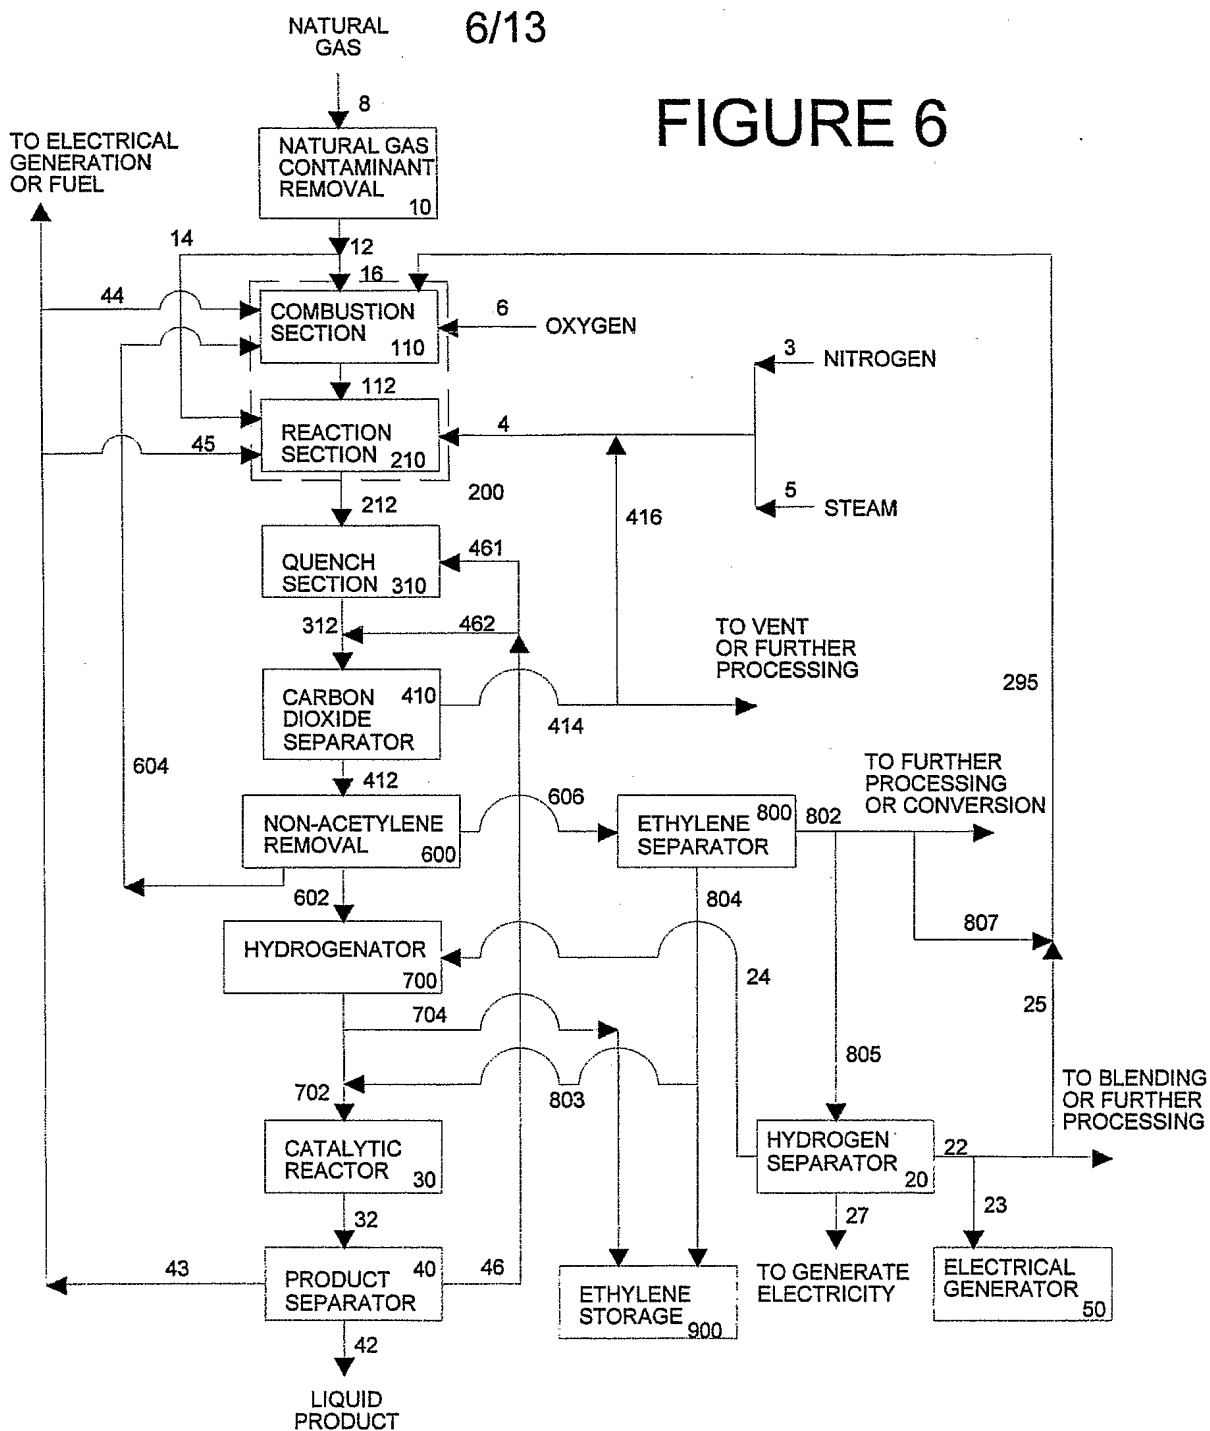 6/13
FIGURE 6
NATURAL
GAS
8
TO ELECTRICAL
GENERATION
OR FUEL
NATURAL GAS
CONTAMINANT
REMOVAL
10
14
12
16
44
COMBUSTION
SECTION
110
6
OXYGEN
3
NITROGEN
112
REACTION
SECTION
210
4
45
200
5
STEAM
212
416
QUENCH
SECTION
310
461
312
462
TO VENT
OR FURTHER
PROCESSING
295
CARBON
DIOXIDE
SEPARATOR
410
414
604
412
606
TO FURTHER
PROCESSING
OR CONVERSION
NON-ACETYLENE
REMOVAL
600
ETHYLENE
SEPARATOR
800
802
602
804
807
HYDROGENATOR
700
24
25
704
805
702
803
TO BLENDING
OR FURTHER
PROCESSING
CATALYTIC
REACTOR
30
HYDROGEN
SEPARATOR
20
22
32
27
23
43
PRODUCT
SEPARATOR
40
46
ETHYLENE
STORAGE
900
TO GENERATE
ELECTRICITY
ELECTRICAL
GENERATOR
50
42
LIQUID
PRODUCT